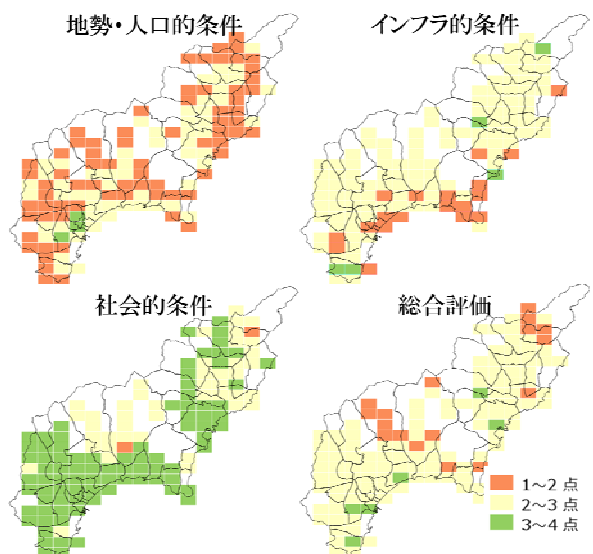 地勢・人口的条件
インフラ的条件
社会的条件
総合評価
1～2 点
2～3 点
3～4 点